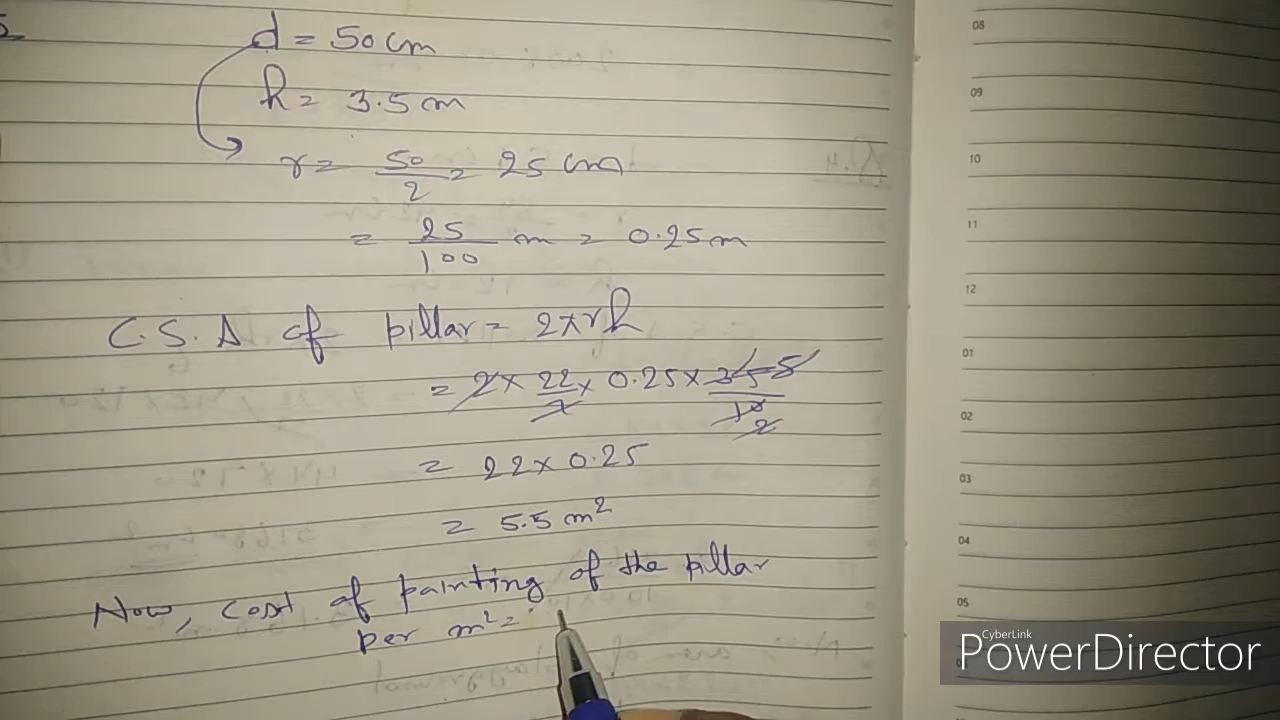 d = 50 cm
h = 3.5 m
r = 50/2 = 25 cm
= 25/100 m = 0.25 m
C.S.A of pillar = 2πrh
= 2 × 22/7 × 0.25 × 35 5/10 2
= 22 × 0.25
= 5.5 m²
Now, cost of painting of the pillar
per m² =
08
09
10
11
12
01
02
03
04
05
CyberLink
PowerDirector